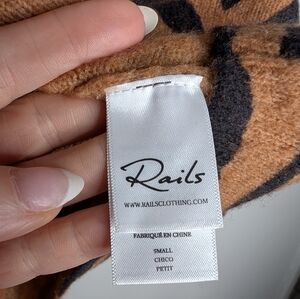 Rails
WWW.RAILSCLOTHING.COM
FABRIQUÉ EN CHINE
SMALL
CHICO
PETIT